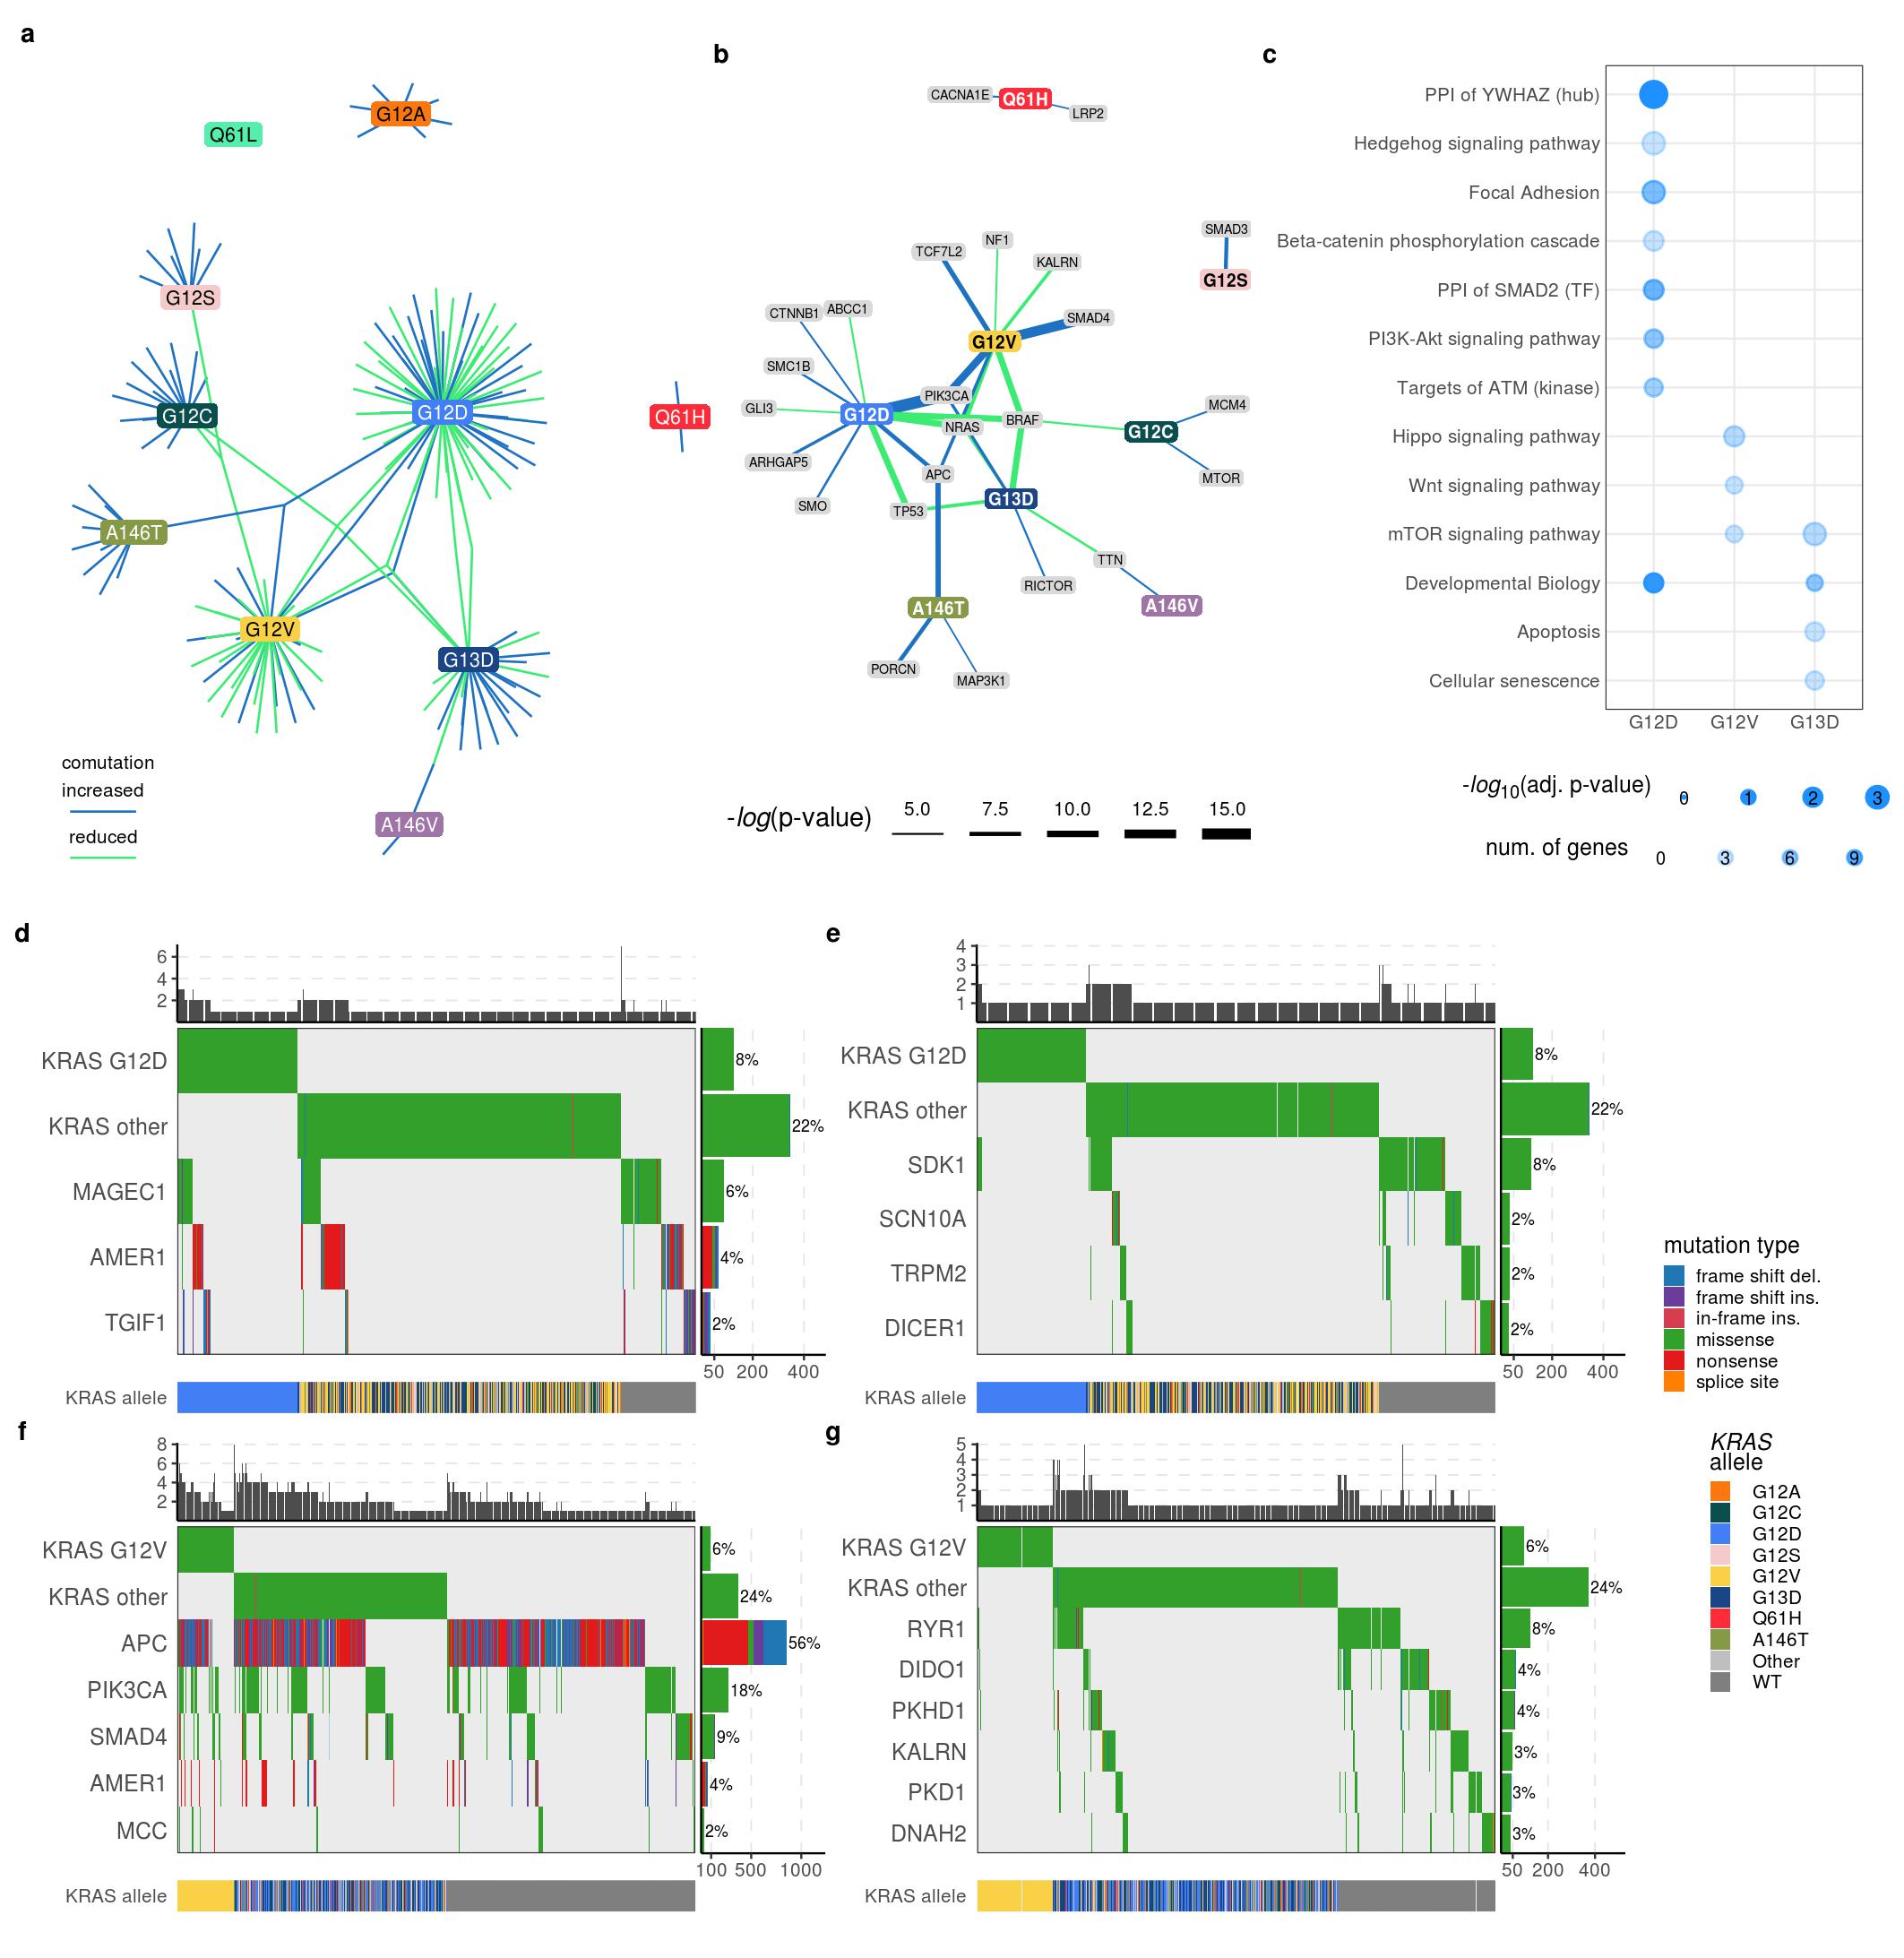 a
G12A
Q61L
G12S
G12C
G12D
Q61H
A146T
G12V
G13D
A146V
comutation
increased
reduced
b
CACNA1E
Q61H
LRP2
SMAD3
G12S
TCF7L2
NF1
KALRN
CTNNB1
ABCC1
SMAD4
G12V
SMC1B
PIK3CA
GLI3
G12D
NRAS
BRAF
G12C
MCM4
MTOR
ARHGAP5
APC
SMO
TP53
G13D
TTN
RICTOR
A146T
A146V
PORCN
MAP3K1
-log(p-value)
5.0 7.5 10.0 12.5 15.0
c
PPI of YWHAZ (hub)
Hedgehog signaling pathway
Focal Adhesion
Beta-catenin phosphorylation cascade
PPI of SMAD2 (TF)
PI3K-Akt signaling pathway
Targets of ATM (kinase)
Hippo signaling pathway
Wnt signaling pathway
mTOR signaling pathway
Developmental Biology
Apoptosis
Cellular senescence
G12D G12V G13D
-log10(adj. p-value) 0 1 2 3
num. of genes 0 3 6 9
d
6
4
2
KRAS G12D 8%
KRAS other 22%
MAGEC1 6%
AMER1 4%
TGIF1 2%
50 200 400
KRAS allele
e
4
3
2
1
KRAS G12D 8%
KRAS other 22%
SDK1 8%
SCN10A 2%
TRPM2 2%
DICER1 2%
50 200 400
KRAS allele
mutation type
frame shift del.
frame shift ins.
in-frame ins.
missense
nonsense
splice site
f
8
6
4
2
KRAS G12V 6%
KRAS other 24%
APC 56%
PIK3CA 18%
SMAD4 9%
AMER1 4%
MCC 2%
100 500 1000
KRAS allele
g
5
4
3
2
1
KRAS G12V 6%
KRAS other 24%
RYR1 8%
DIDO1 4%
PKHD1 4%
KALRN 3%
PKD1 3%
DNAH2 3%
50 200 400
KRAS allele
KRAS
allele
G12A
G12C
G12D
G12S
G12V
G13D
Q61H
A146T
Other
WT